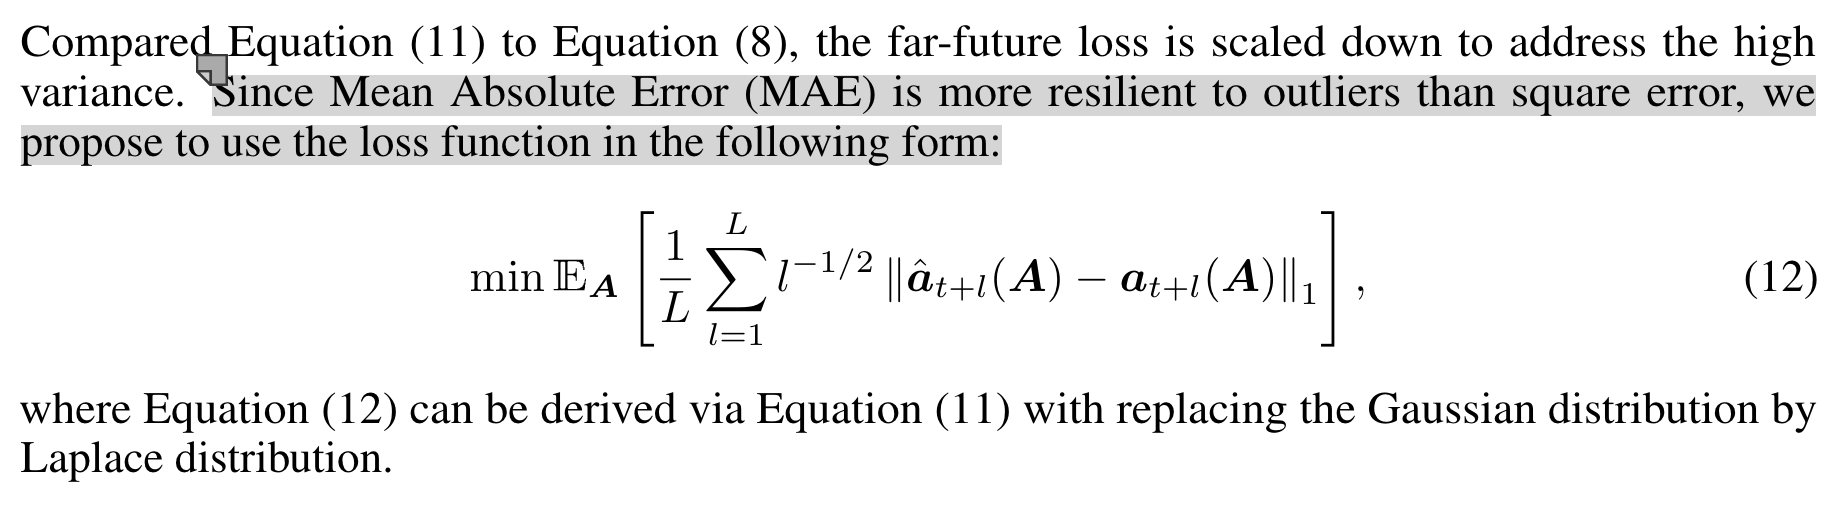 Compared Equation (11) to Equation (8), the far-future loss is scaled down to address the high
variance. Since Mean Absolute Error (MAE) is more resilient to outliers than square error, we
propose to use the loss function in the following form:
\min \mathbb{E}_{\boldsymbol{A}} \left[ \frac{1}{L} \sum_{l=1}^{L} l^{-1/2} \left\| \hat{\boldsymbol{a}}_{t+l}(\boldsymbol{A}) - \boldsymbol{a}_{t+l}(\boldsymbol{A}) \right\|_1 \right], (12)
where Equation (12) can be derived via Equation (11) with replacing the Gaussian distribution by
Laplace distribution.